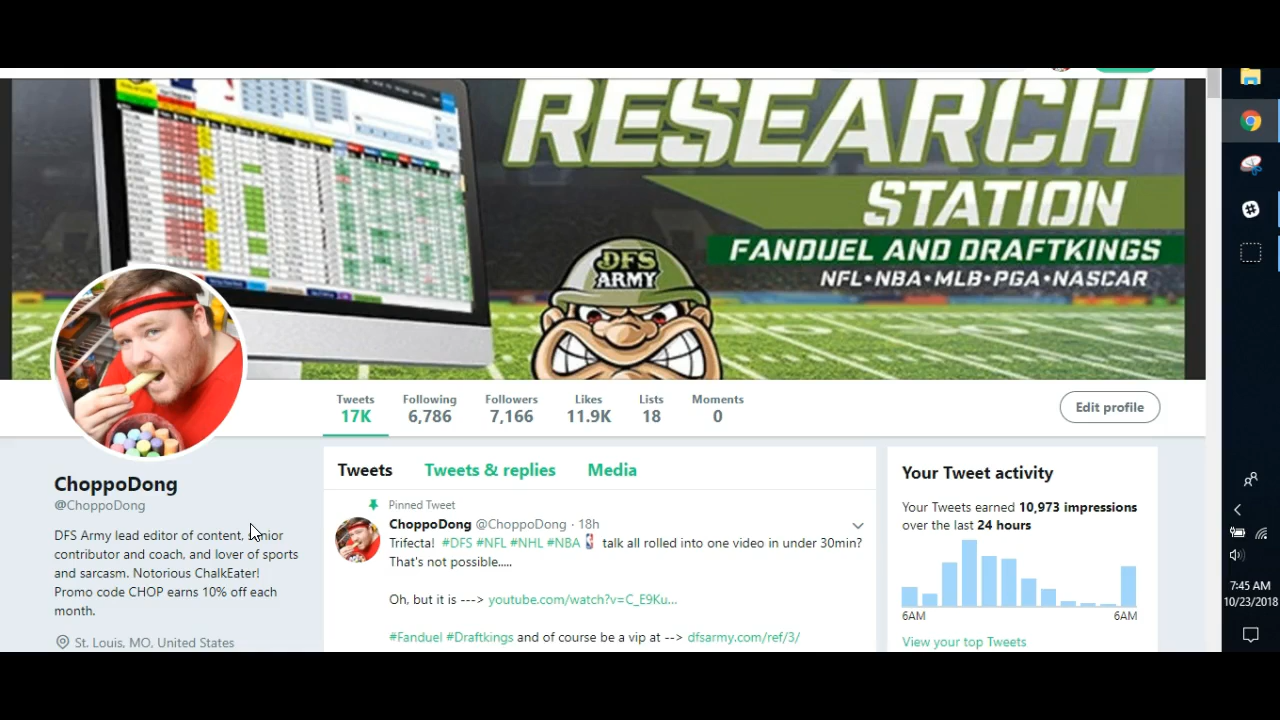 RESEARCH
STATION
FANDUEL AND DRAFTKINGS
NFL•NBA•MLB•PGA•NASCAR
DFS
ARMY
Tweets
17K
Following
6,786
Followers
7,166
Likes
11.9K
Lists
18
Moments
0
Edit profile
ChoppoDong
@ChoppoDong
DFS Army lead editor of content, senior
contributor and coach, and lover of sports
and sarcasm. Notorious ChalkEater!
Promo code CHOP earns 10% off each
month.
St. Louis, MO, United States
Tweets
Tweets & replies
Media
Pinned Tweet
ChoppoDong @ChoppoDong · 18h
Trifecta! #DFS #NFL #NHL #NBA talk all rolled into one video in under 30min?
That's not possible.....
Oh, but it is ---> youtube.com/watch?v=C_E9Ku...
#Fanduel #Draftkings and of course be a vip at --> dfsarmy.com/ref/3/
Your Tweet activity
Your Tweets earned 10,973 impressions
over the last 24 hours
6AM
6AM
View your top Tweets
7:45 AM
10/23/2018